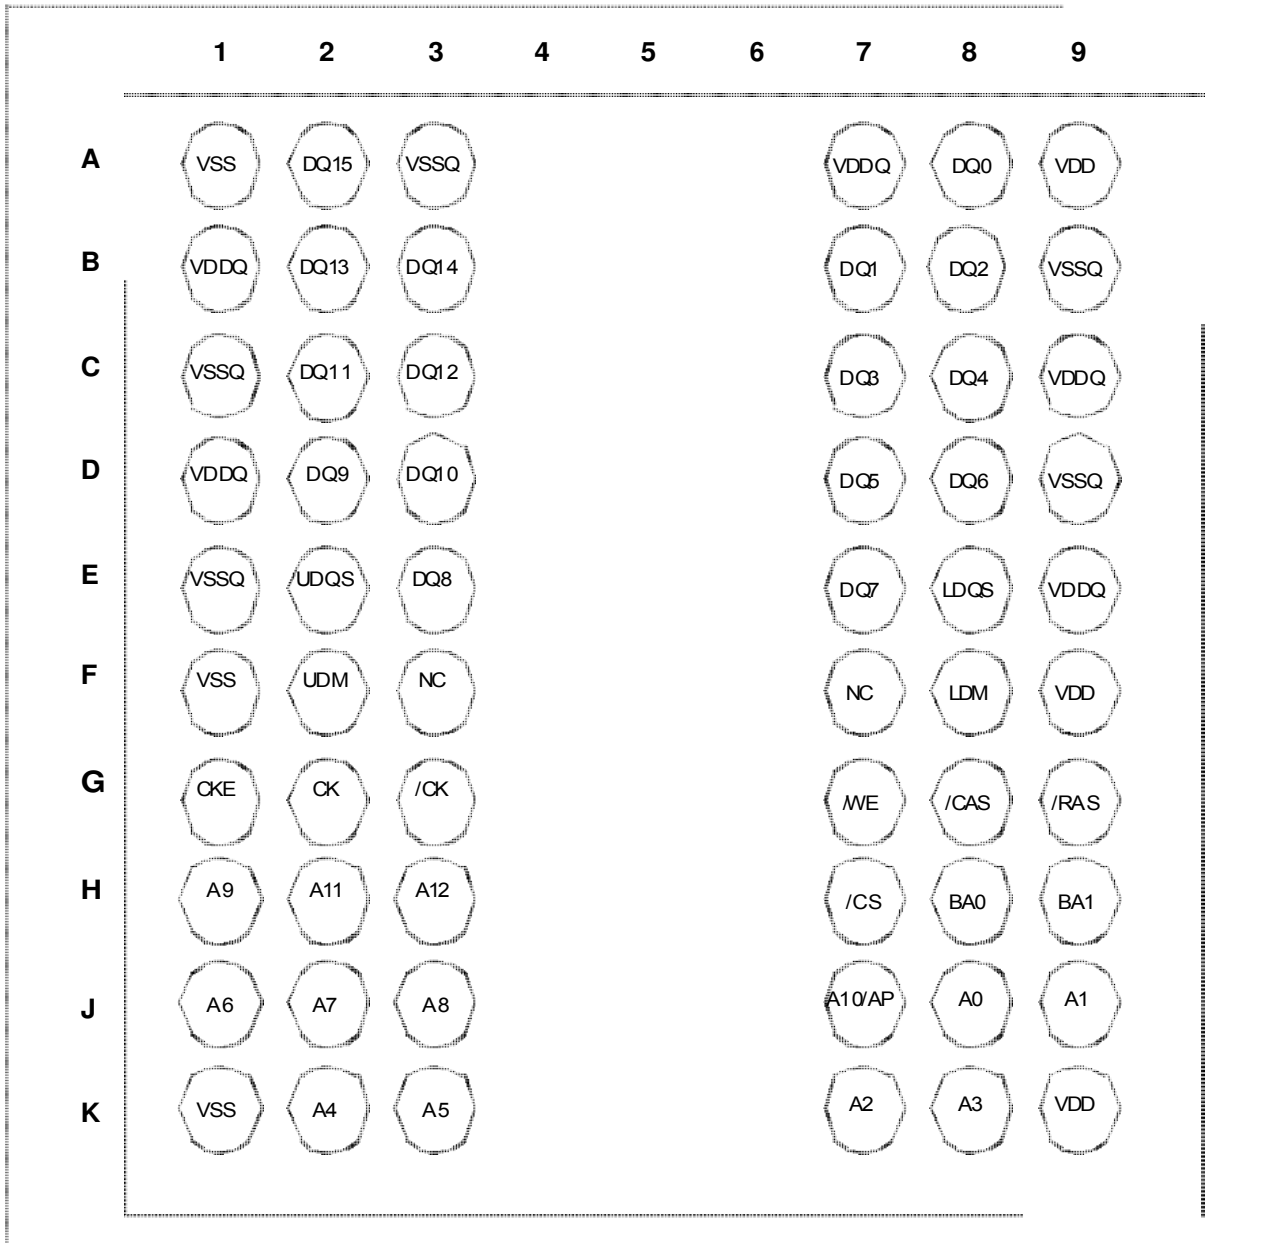 1 2 3 4 5 6 7 8 9
A VSS DQ15 VSSQ VDDQ DQ0 VDD
B VDDQ DQ13 DQ14 DQ1 DQ2 VSSQ
C VSSQ DQ11 DQ12 DQ3 DQ4 VDDQ
D VDDQ DQ9 DQ10 DQ5 DQ6 VSSQ
E VSSQ UDQS DQ8 DQ7 LDQS VDDQ
F VSS UDM NC NC LDM VDD
G CKE CK /CK /WE /CAS /RAS
H A9 A11 A12 /CS BA0 BA1
J A6 A7 A8 A10/AP A0 A1
K VSS A4 A5 A2 A3 VDD